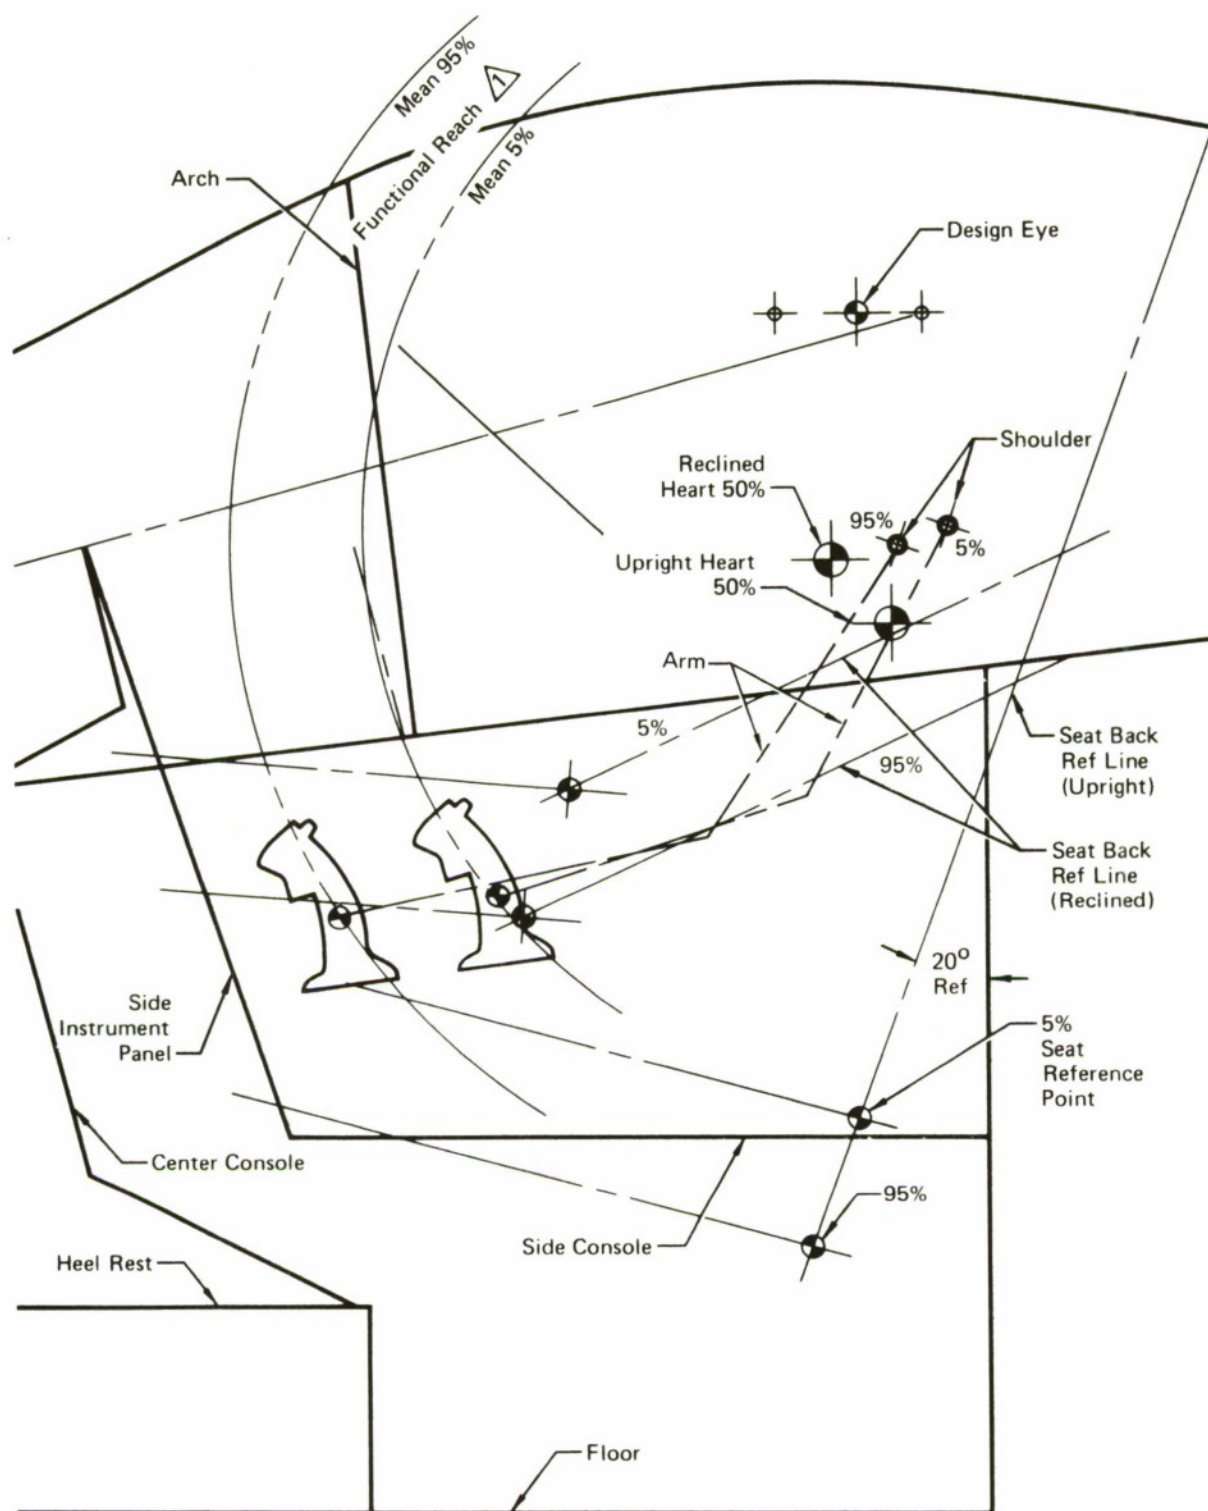 Mean 95%
Functional Reach 1
Mean 5%
Arch
Design Eye
Shoulder
Reclined
Heart 50%
95%
5%
Upright Heart
50%
Arm
5%
95%
Seat Back
Ref Line
(Upright)
Seat Back
Ref Line
(Reclined)
20°
Ref
Side
Instrument
Panel
5%
Seat
Reference
Point
Center Console
95%
Side Console
Heel Rest
Floor